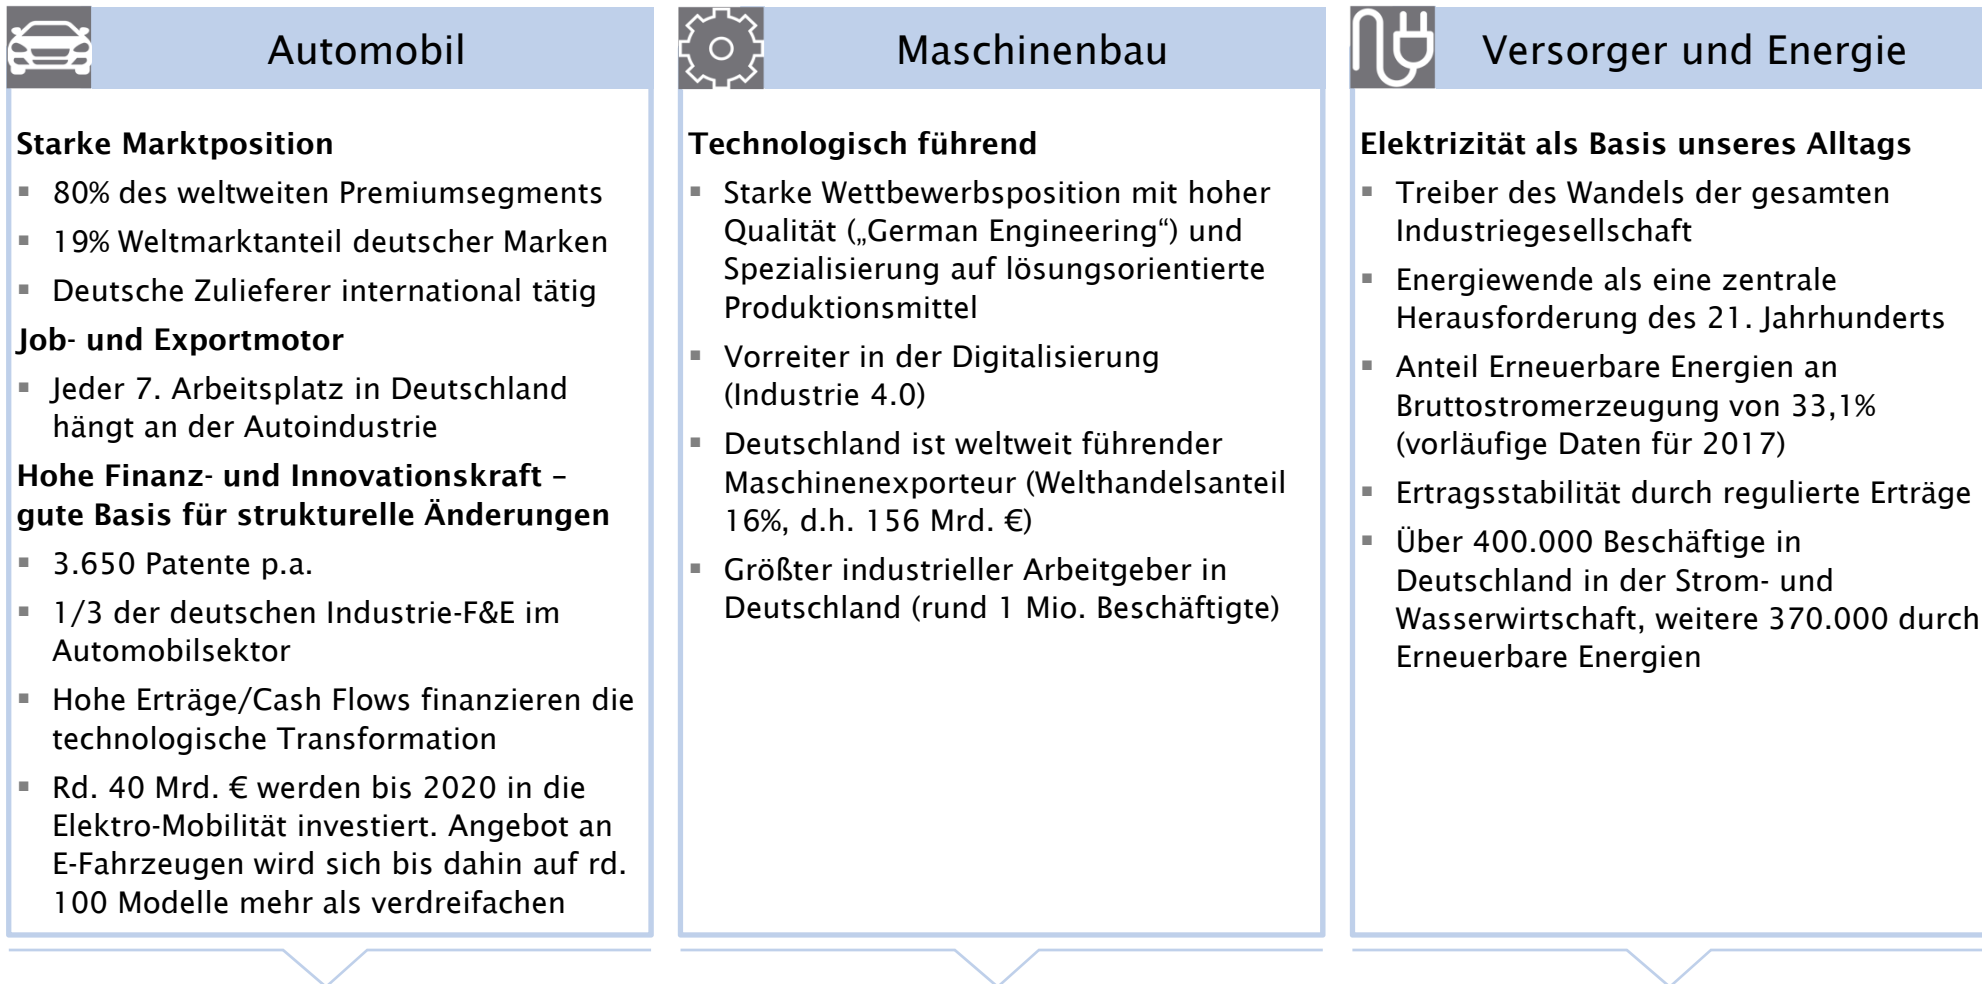 Automobil
Starke Marktposition
▪ 80% des weltweiten Premiumsegments
▪ 19% Weltmarktanteil deutscher Marken
▪ Deutsche Zulieferer international tätig
Job- und Exportmotor
▪ Jeder 7. Arbeitsplatz in Deutschland
hängt an der Autoindustrie
Hohe Finanz- und Innovationskraft –
gute Basis für strukturelle Änderungen
▪ 3.650 Patente p.a.
▪ 1/3 der deutschen Industrie-F&E im
Automobilsektor
▪ Hohe Erträge/Cash Flows finanzieren die
technologische Transformation
▪ Rd. 40 Mrd. € werden bis 2020 in die
Elektro-Mobilität investiert. Angebot an
E-Fahrzeugen wird sich bis dahin auf rd.
100 Modelle mehr als verdreifachen
Maschinenbau
Technologisch führend
▪ Starke Wettbewerbsposition mit hoher
Qualität („German Engineering“) und
Spezialisierung auf lösungsorientierte
Produktionsmittel
▪ Vorreiter in der Digitalisierung
(Industrie 4.0)
▪ Deutschland ist weltweit führender
Maschinenexporteur (Welthandelsanteil
16%, d.h. 156 Mrd. €)
▪ Größter industrieller Arbeitgeber in
Deutschland (rund 1 Mio. Beschäftigte)
Versorger und Energie
Elektrizität als Basis unseres Alltags
▪ Treiber des Wandels der gesamten
Industriegesellschaft
▪ Energiewende als eine zentrale
Herausforderung des 21. Jahrhunderts
▪ Anteil Erneuerbare Energien an
Bruttostromerzeugung von 33,1%
(vorläufige Daten für 2017)
▪ Ertragsstabilität durch regulierte Erträge
▪ Über 400.000 Beschäftige in
Deutschland in der Strom- und
Wasserwirtschaft, weitere 370.000 durch
Erneuerbare Energien